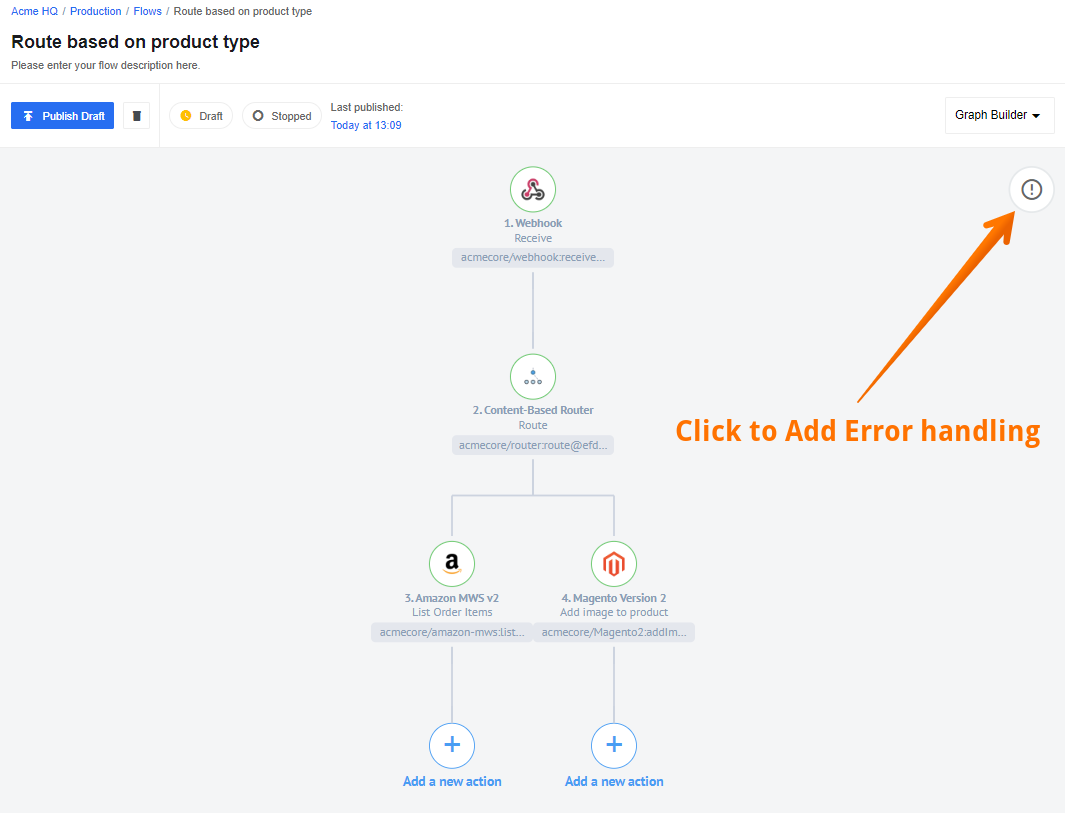 Acme HQ / Production / Flows / Route based on product type
Route based on product type
Please enter your flow description here.
Publish Draft
Draft
Stopped
Last published:
Today at 13:09
Graph Builder
1. Webhook
Receive
acmecore/webhook:receive...
2. Content-Based Router
Route
acmecore/router:route@efd...
Click to Add Error handling
3. Amazon MWS v2
List Order Items
acmecore/amazon-mws:list...
4. Magento Version 2
Add image to product
acmecore/Magento2:addIm...
Add a new action
Add a new action